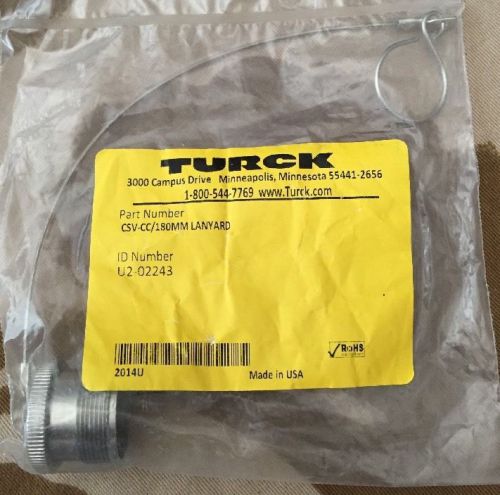 TURCK
3000 Campus Drive Minneapolis, Minnesota 55441-2656
1-800-544-7769 www.Turck.com
Part Number
CSV-CC/180MM LANYARD
ID Number
U2-02243
RoHS
2014U
Made in USA